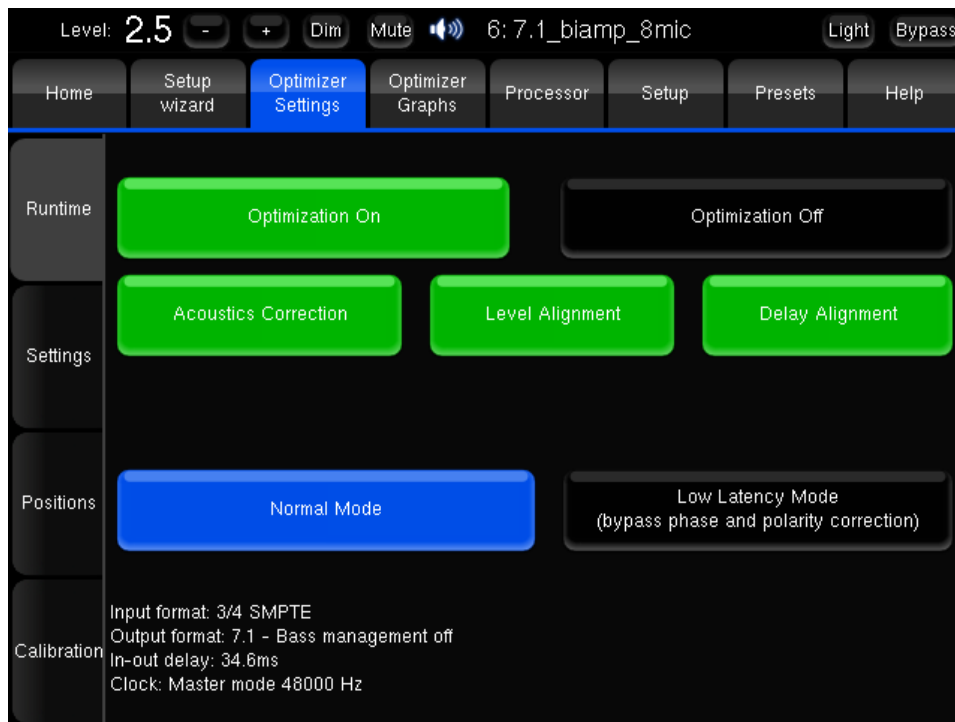 Level: 2.5 - + Dim Mute 6: 7.1_biamp_8mic Light Bypass
Home
Setup
wizard
Optimizer
Settings
Optimizer
Graphs
Processor
Setup
Presets
Help
Runtime
Optimization On
Optimization Off
Acoustics Correction
Level Alignment
Delay Alignment
Settings
Positions
Normal Mode
Low Latency Mode
(bypass phase and polarity correction)
Calibration
Input format: 3/4 SMPTE
Output format: 7.1 - Bass management off
In-out delay: 34.6ms
Clock: Master mode 48000 Hz